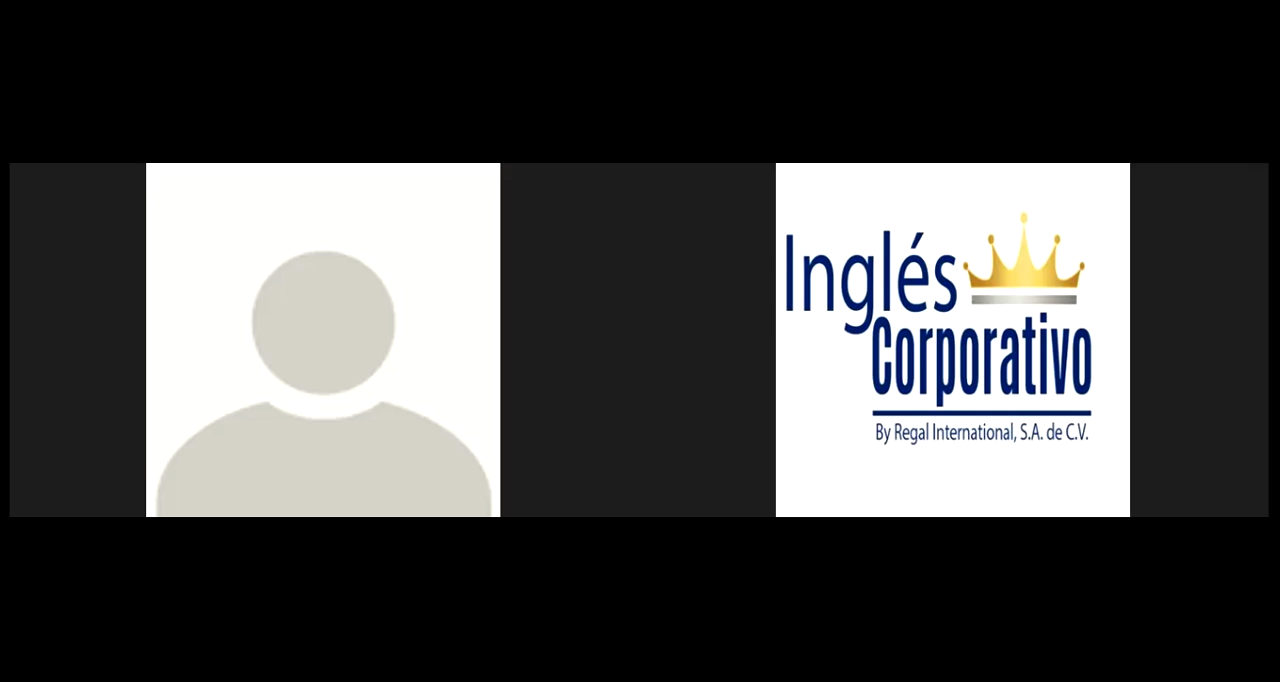 Inglés
Corporativo
By Regal International, S.A. de C.V.